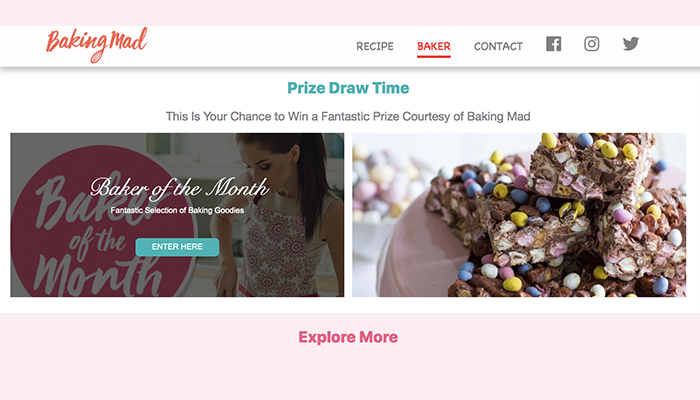 Baking Mad
RECIPE BAKER CONTACT
Prize Draw Time
This Is Your Chance to Win a Fantastic Prize Courtesy of Baking Mad
Baker
of the
Month
Baker of the Month
Fantastic Selection of Baking Goodies
ENTER HERE
Explore More